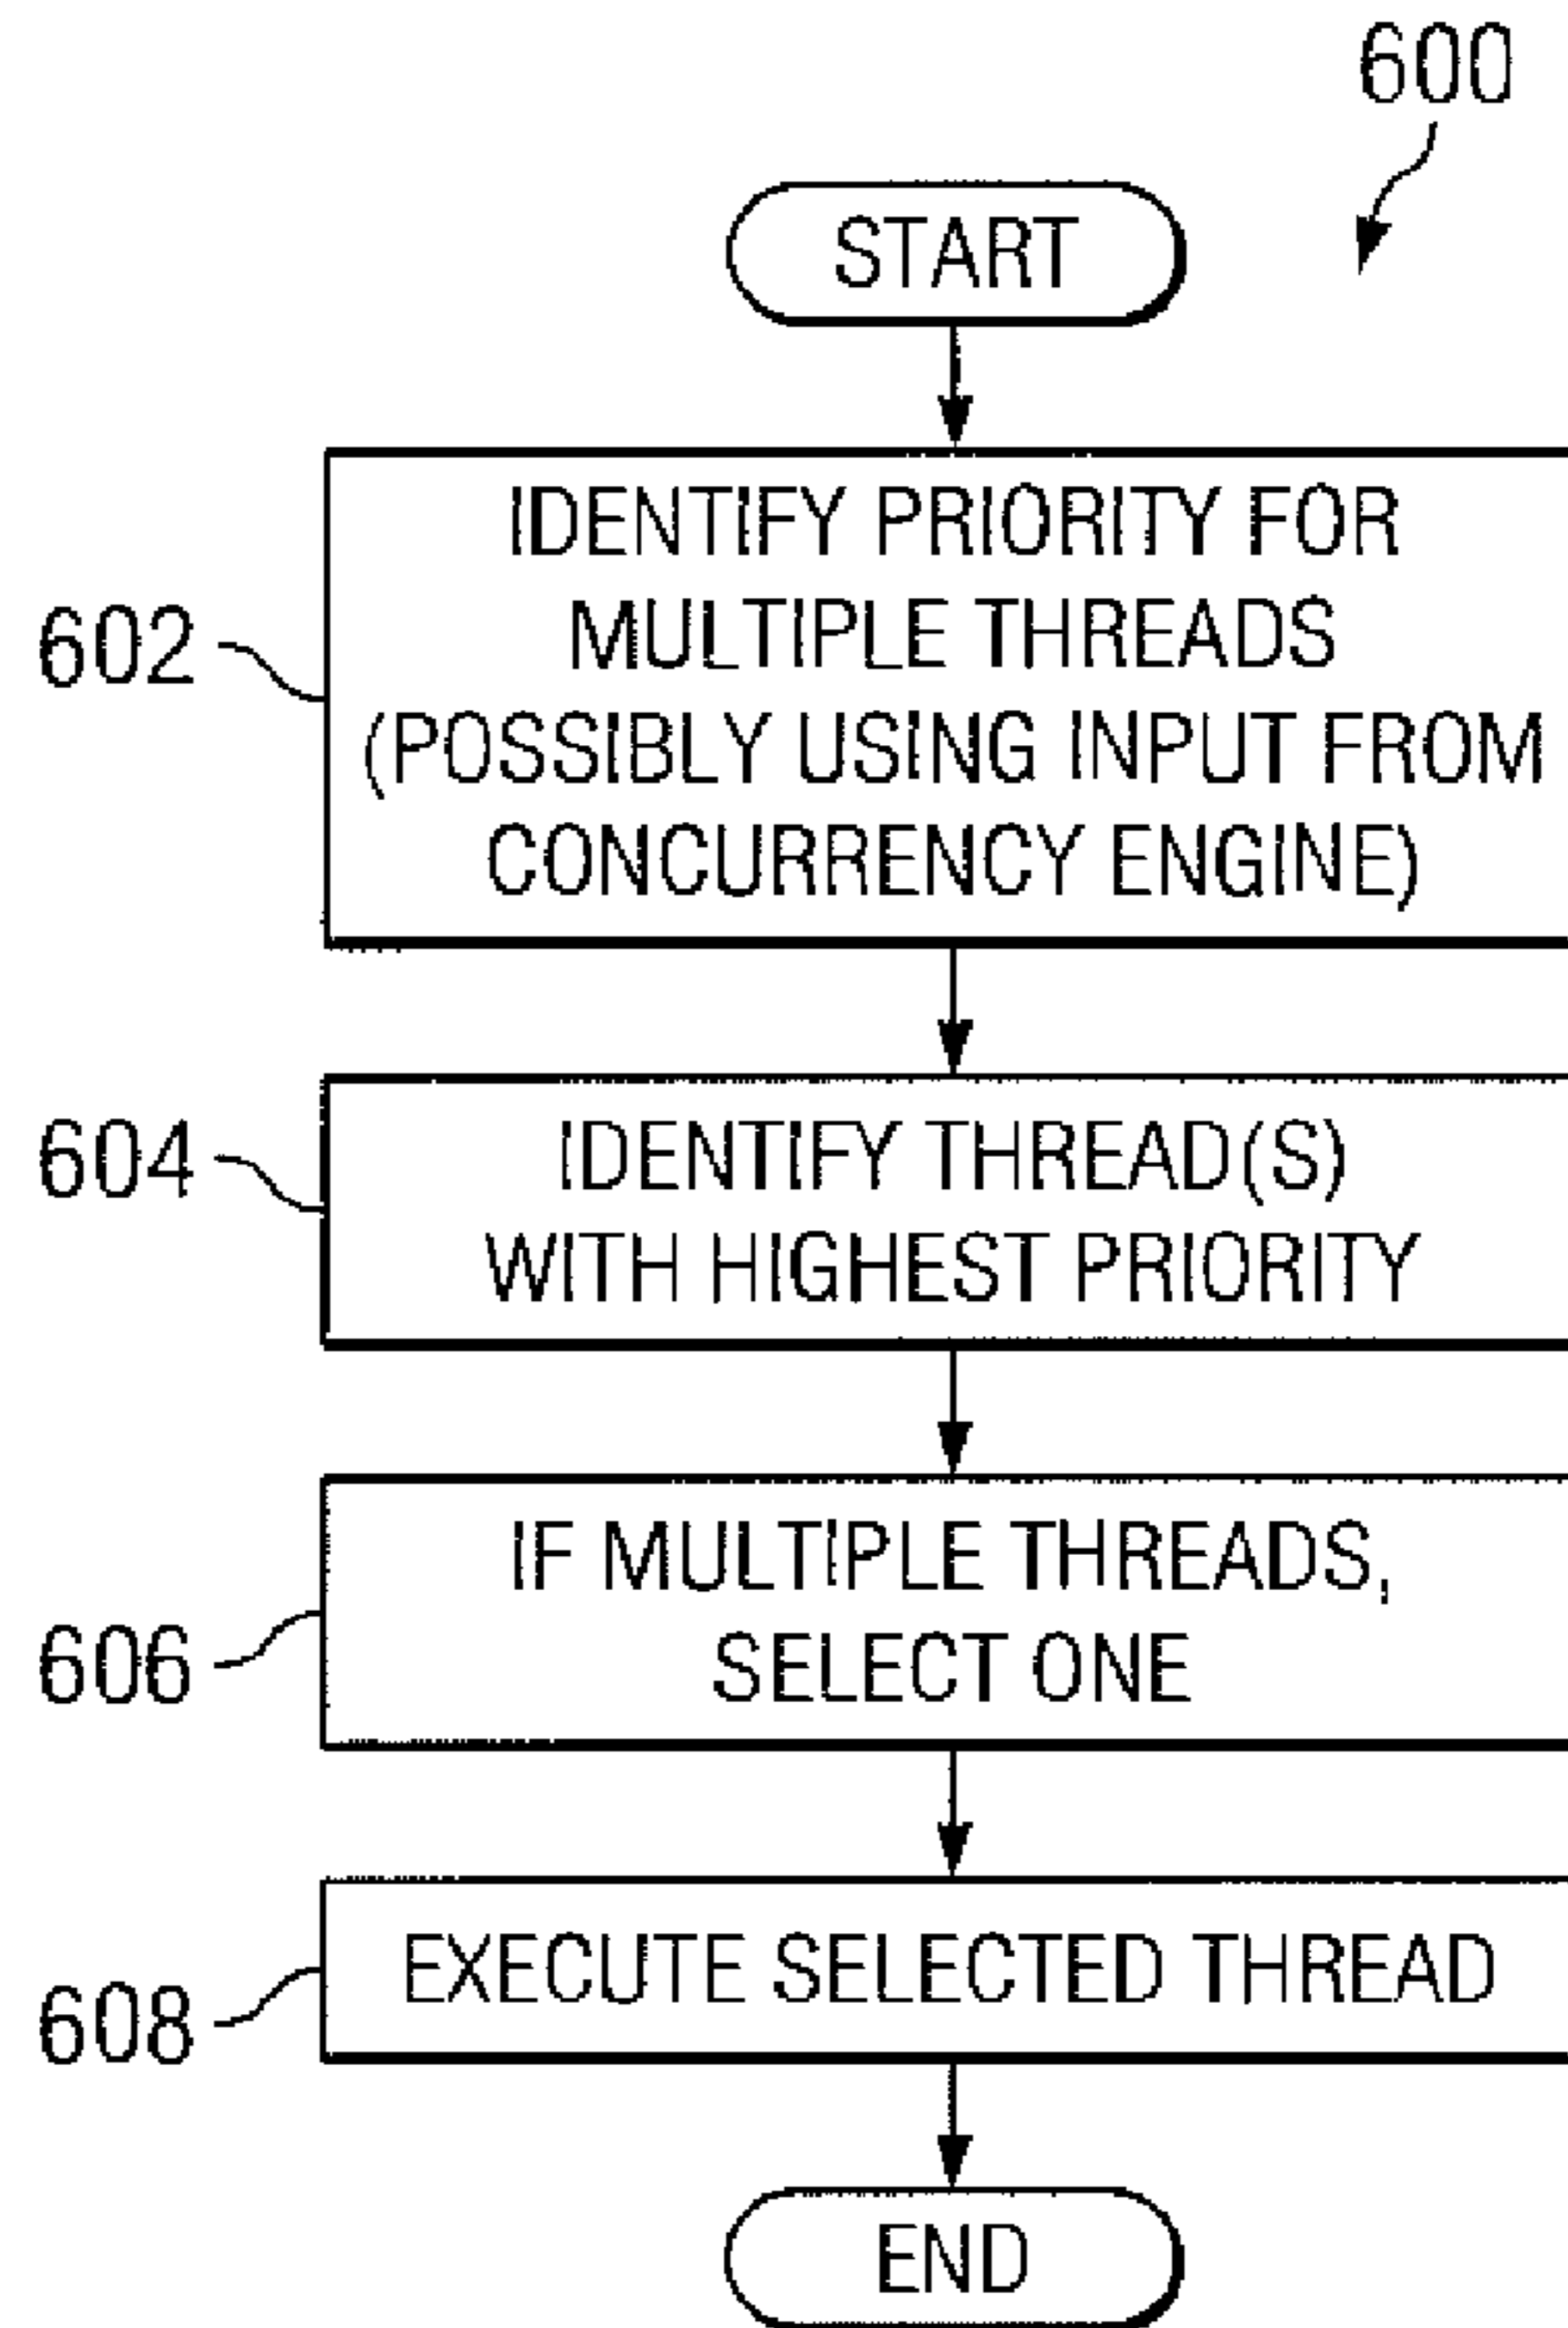 600
START
IDENTIFY PRIORITY FOR
MULTIPLE THREADS
(POSSIBLY USING INPUT FROM
CONCURRENCY ENGINE)
602
IDENTIFY THREAD(S)
WITH HIGHEST PRIORITY
604
IF MULTIPLE THREADS,
SELECT ONE
606
EXECUTE SELECTED THREAD
608
END